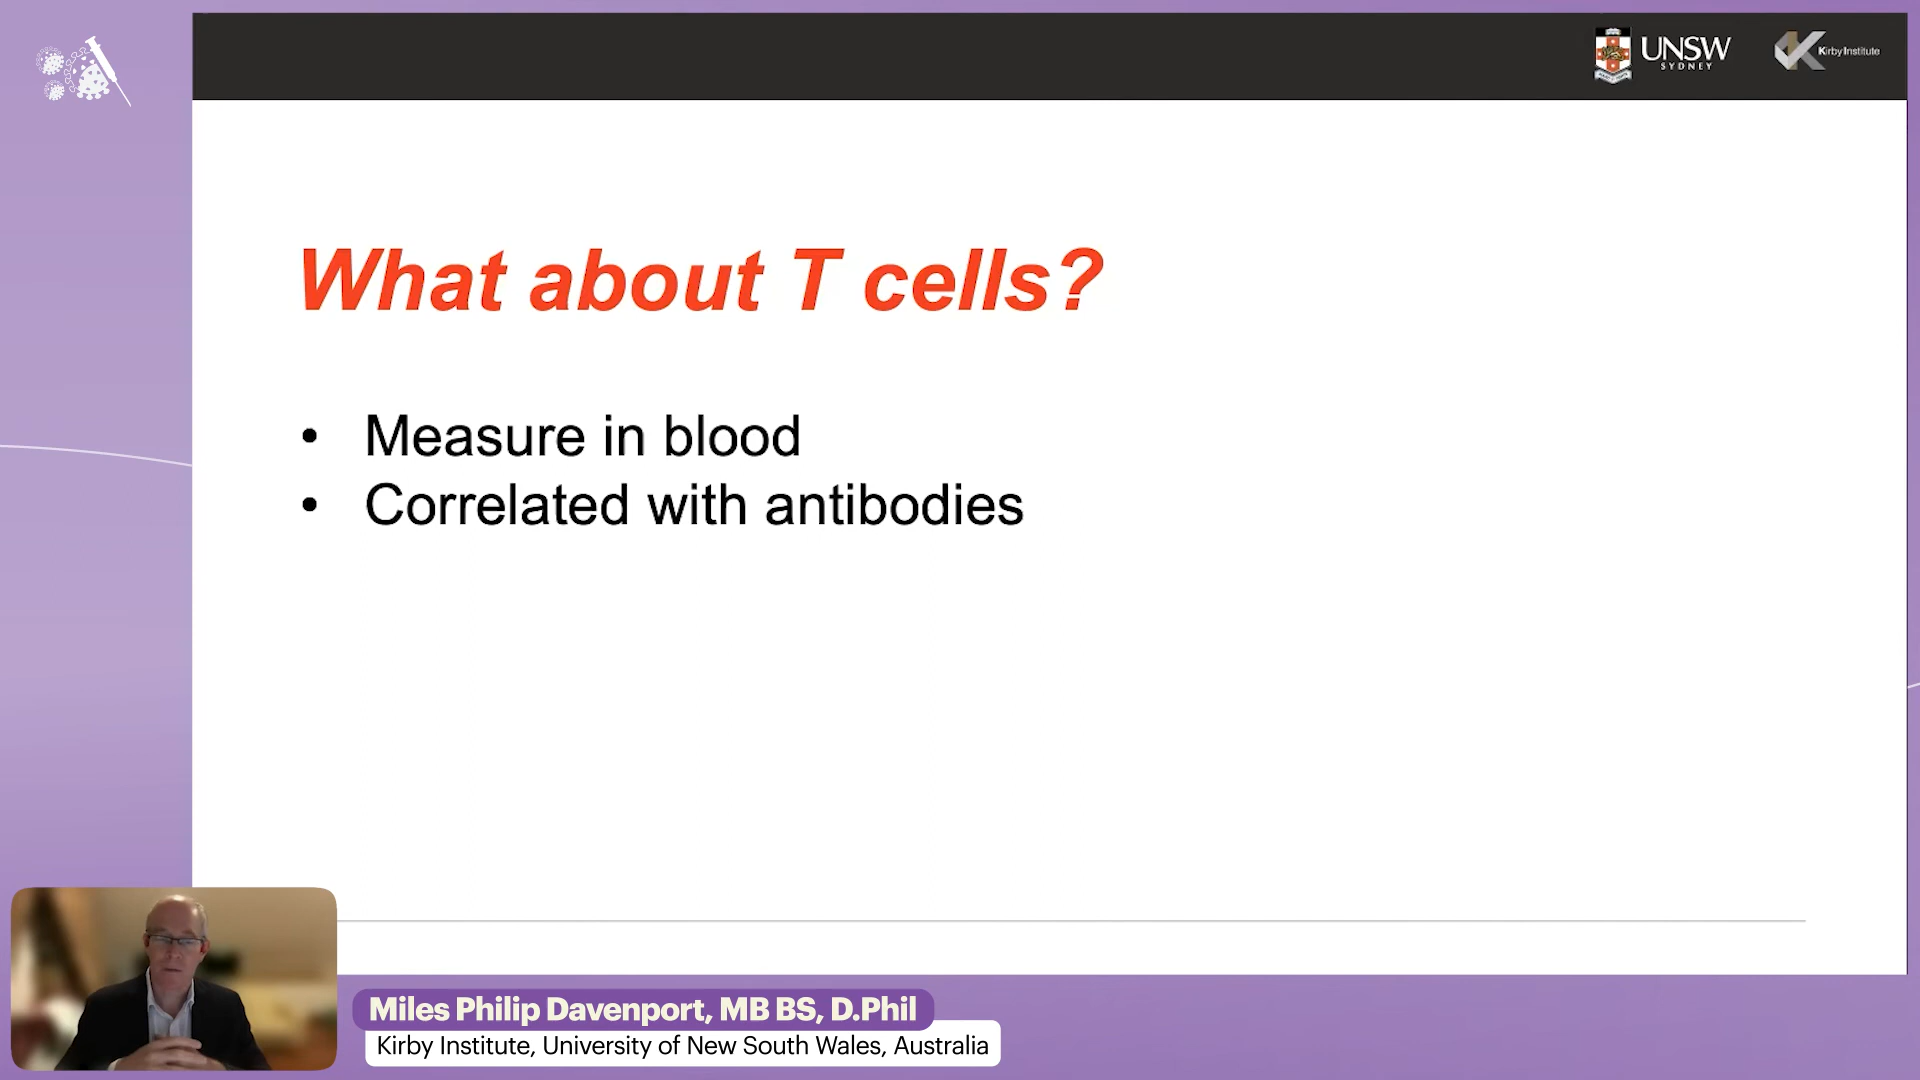 UNSW
SYDNEY
Kirby Institute
What about T cells?
• Measure in blood
• Correlated with antibodies
Miles Philip Davenport, MB BS, D.Phil
Kirby Institute, University of New South Wales, Australia